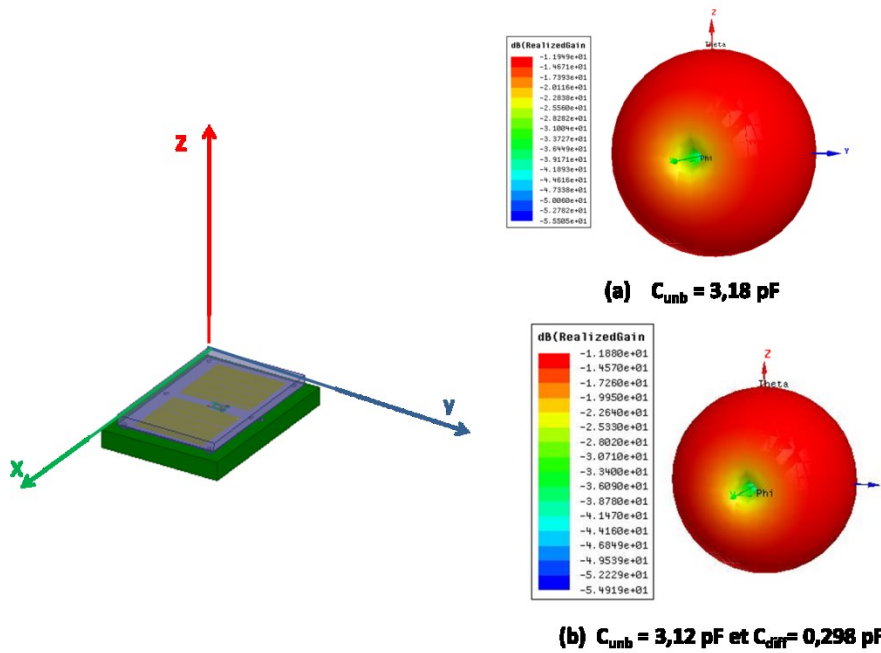 Z
X
Y
dB(RealizedGain
-1.1949e+01
-1.4671e+01
-1.7393e+01
-2.0116e+01
-2.2838e+01
-2.5560e+01
-2.8282e+01
-3.1004e+01
-3.3727e+01
-3.6449e+01
-3.9171e+01
-4.1893e+01
-4.4616e+01
-4.7338e+01
-5.0060e+01
-5.2782e+01
-5.5505e+01
Z
Theta
Phi
Y
(a) Cunb = 3,18 pF
dB(RealizedGain
-1.1880e+01
-1.4570e+01
-1.7260e+01
-1.9950e+01
-2.2640e+01
-2.5330e+01
-2.8020e+01
-3.0710e+01
-3.3400e+01
-3.6090e+01
-3.8780e+01
-4.1470e+01
-4.4160e+01
-4.6849e+01
-4.9539e+01
-5.2229e+01
-5.4919e+01
Z
Theta
Phi
(b) Cunb = 3,12 pF et Cdiff= 0,298 pF